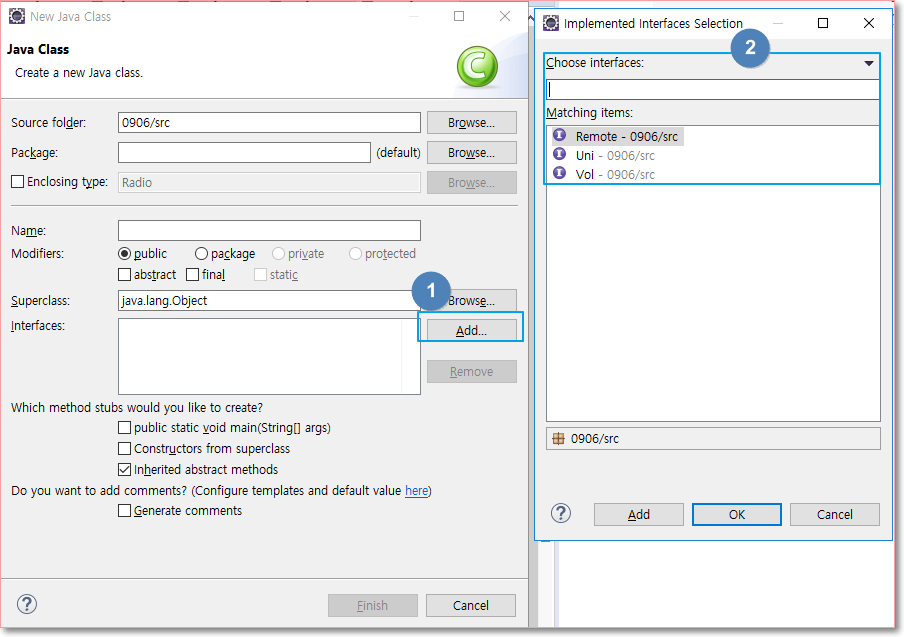 New Java Class
Java Class
Create a new Java class.
Source folder: 0906/src Browse...
Package: (default) Browse...
Enclosing type: Radio Browse...
Name:
Modifiers: public package private protected
abstract final static
Superclass: java.lang.Object Browse...
1
Interfaces: Add...
Remove
Which method stubs would you like to create?
public static void main(String[] args)
Constructors from superclass
Inherited abstract methods
Do you want to add comments? (Configure templates and default value here)
Generate comments
? Finish Cancel
Implemented Interfaces Selection
2
Choose interfaces:
Matching items:
I Remote - 0906/src
I Uni - 0906/src
I Vol - 0906/src
0906/src
? Add OK Cancel